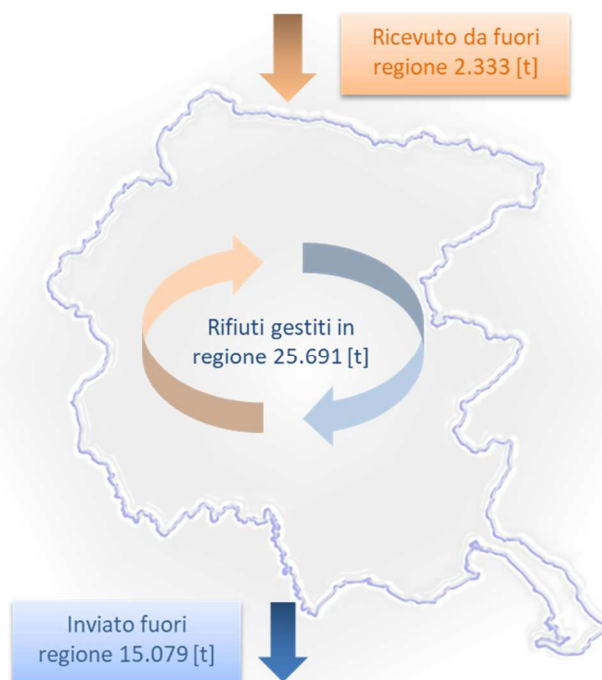 Ricevuto da fuori
regione 2.333 [t]
Rifiuti gestiti in
regione 25.691 [t]
Inviato fuori
regione 15.079 [t]